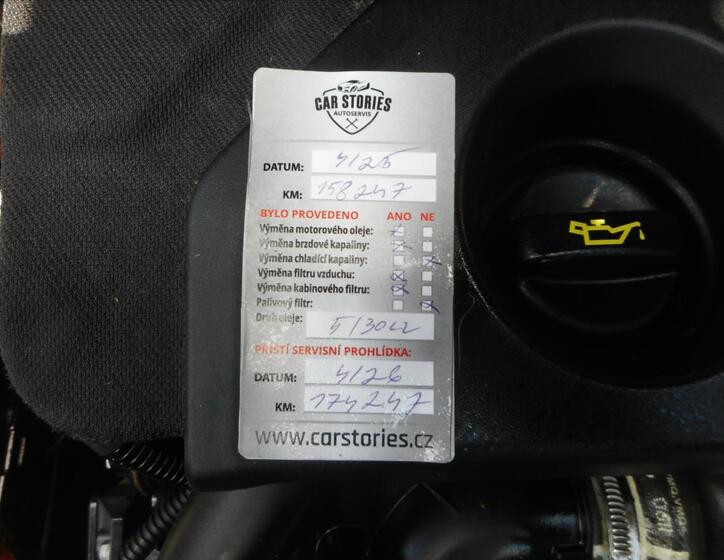 CAR STORIES
AUTOSERVIS
DATUM: 4/25
KM: 158247
BYLO PROVEDENO ANO NE
Výměna motorového oleje:
Výměna brzdové kapaliny:
Výměna chladící kapaliny:
Výměna filtru vzduchu:
Výměna kabinového filtru:
Palivový filtr:
Druh oleje: 5/30
PŘÍŠTÍ SERVISNÍ PROHLÍDKA:
DATUM: 4/26
KM: 174247
www.carstories.cz